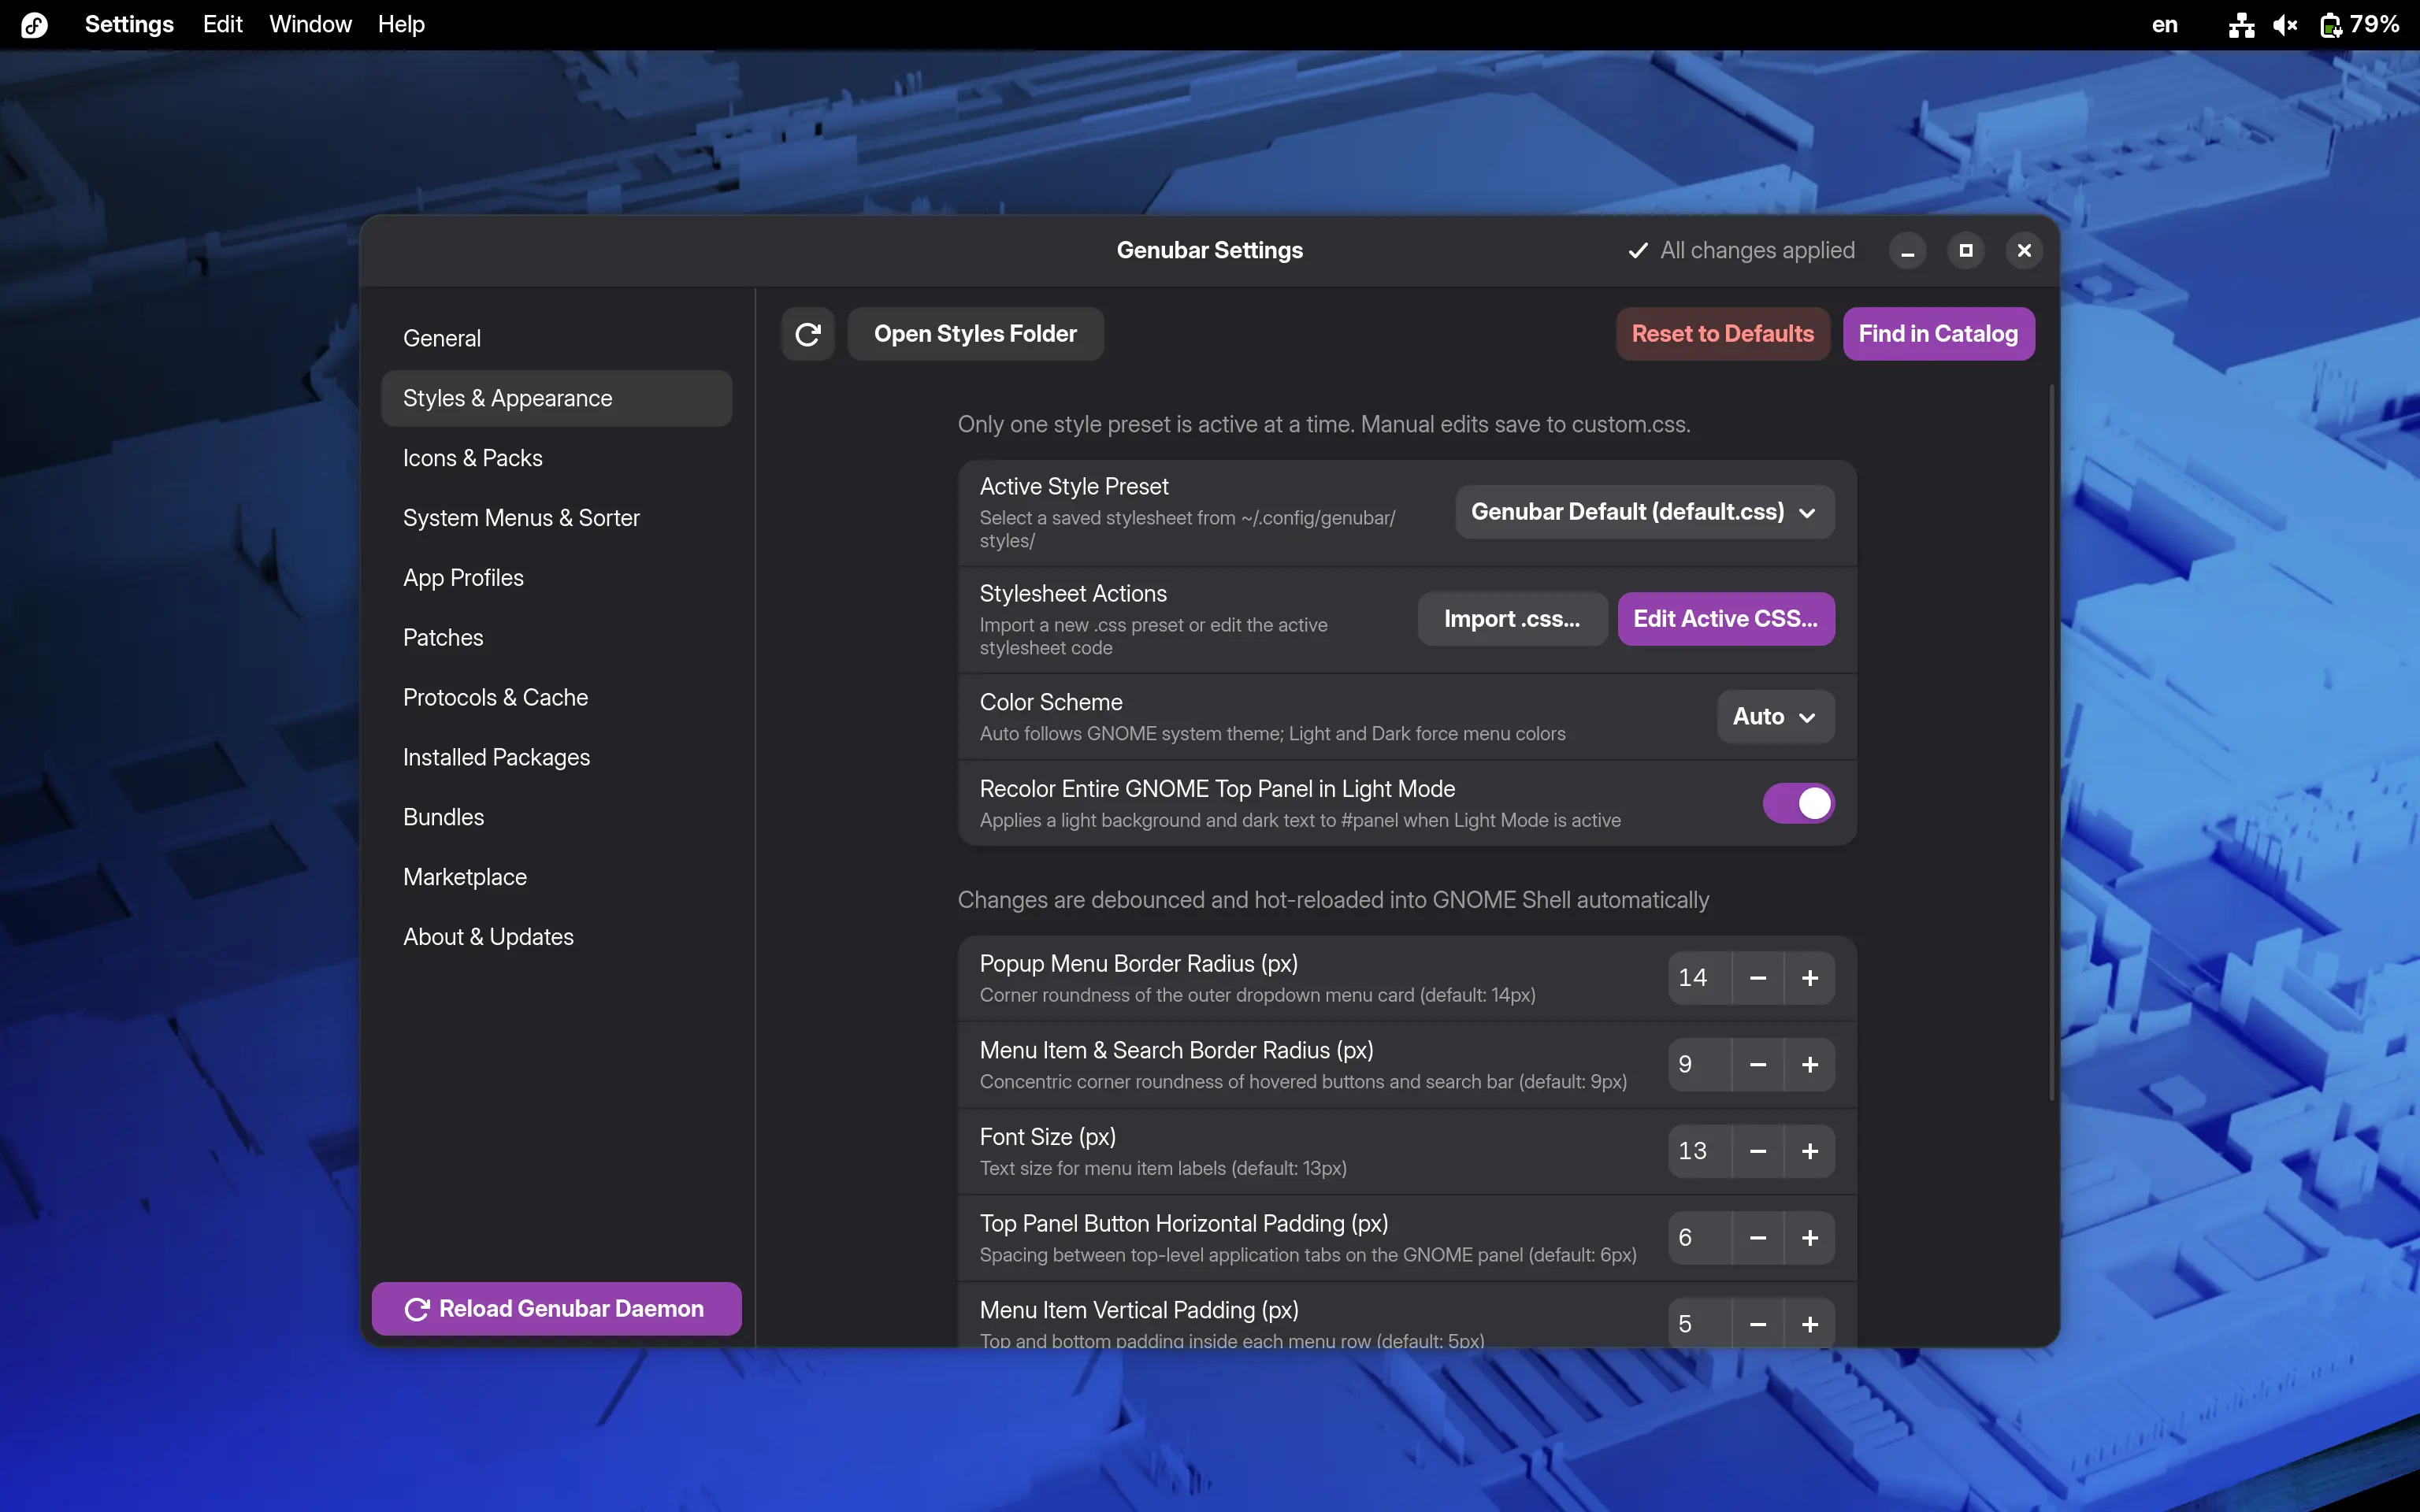 Settings Edit Window Help en 79%
Genubar Settings All changes applied
General
Styles & Appearance
Icons & Packs
System Menus & Sorter
App Profiles
Patches
Protocols & Cache
Installed Packages
Bundles
Marketplace
About & Updates
Reload Genubar Daemon
Open Styles Folder Reset to Defaults Find in Catalog
Only one style preset is active at a time. Manual edits save to custom.css.
Active Style Preset
Select a saved stylesheet from ~/.config/genubar/
styles/
Genubar Default (default.css)
Stylesheet Actions
Import a new .css preset or edit the active
stylesheet code
Import .css... Edit Active CSS...
Color Scheme
Auto follows GNOME system theme; Light and Dark force menu colors
Auto
Recolor Entire GNOME Top Panel in Light Mode
Applies a light background and dark text to #panel when Light Mode is active
Changes are debounced and hot-reloaded into GNOME Shell automatically
Popup Menu Border Radius (px)
Corner roundness of the outer dropdown menu card (default: 14px)
14 − +
Menu Item & Search Border Radius (px)
Concentric corner roundness of hovered buttons and search bar (default: 9px)
9 − +
Font Size (px)
Text size for menu item labels (default: 13px)
13 − +
Top Panel Button Horizontal Padding (px)
Spacing between top-level application tabs on the GNOME panel (default: 6px)
6 − +
Menu Item Vertical Padding (px)
Top and bottom padding inside each menu row (default: 5px)
5 − +